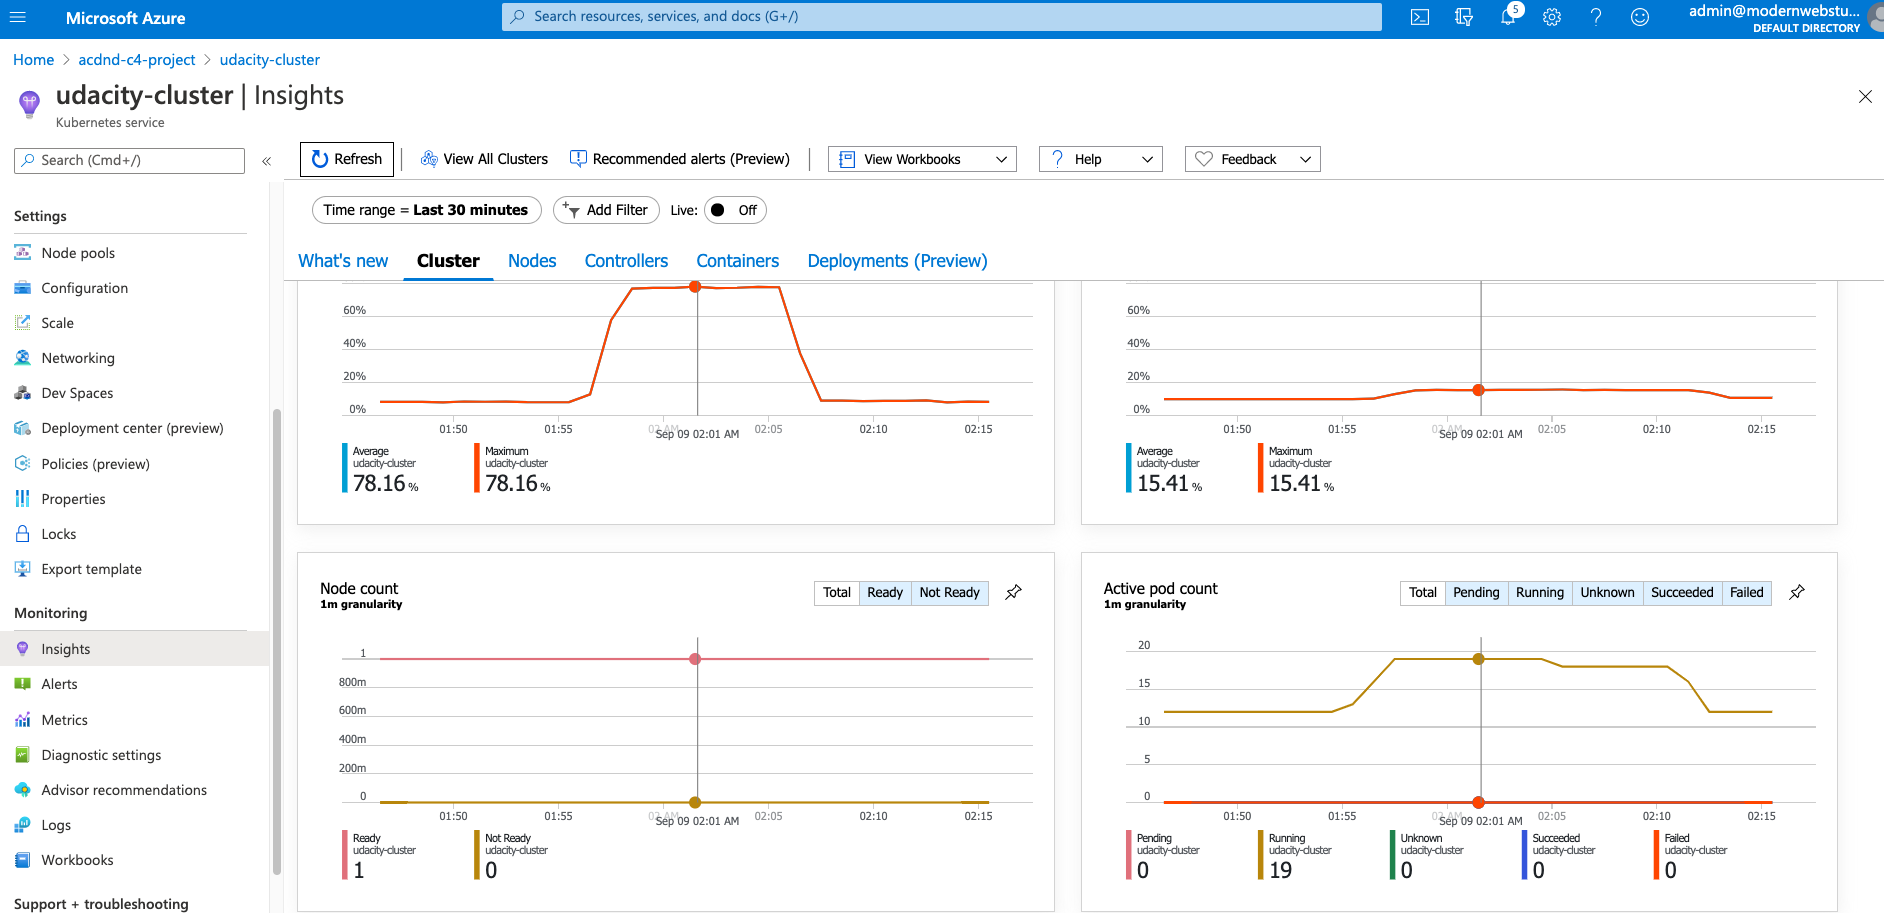 Microsoft Azure
Search resources, services, and docs (G+/)
5
admin@modernwebstu...
DEFAULT DIRECTORY
Home > acdnd-c4-project > udacity-cluster
udacity-cluster | Insights
Kubernetes service
Search (Cmd+/)
«
Refresh
View All Clusters
Recommended alerts (Preview)
View Workbooks
Help
Feedback
Time range = Last 30 minutes
Add Filter
Live: Off
What's new
Cluster
Nodes
Controllers
Containers
Deployments (Preview)
Settings
Node pools
Configuration
Scale
Networking
Dev Spaces
Deployment center (preview)
Policies (preview)
Properties
Locks
Export template
Monitoring
Insights
Alerts
Metrics
Diagnostic settings
Advisor recommendations
Logs
Workbooks
Support + troubleshooting
60%
40%
20%
0%
01:50 01:55 02 AM 02:05 02:10 02:15
Sep 09 02:01 AM
Average
udacity-cluster
78.16 %
Maximum
udacity-cluster
78.16 %
60%
40%
20%
0%
01:50 01:55 02 AM 02:05 02:10 02:15
Sep 09 02:01 AM
Average
udacity-cluster
15.41 %
Maximum
udacity-cluster
15.41 %
Node count
1m granularity
Total Ready Not Ready
1
800m
600m
400m
200m
0
01:50 01:55 02 AM 02:05 02:10 02:15
Sep 09 02:01 AM
Ready
udacity-cluster
1
Not Ready
udacity-cluster
0
Active pod count
1m granularity
Total Pending Running Unknown Succeeded Failed
20
15
10
5
0
01:50 01:55 02 AM 02:05 02:10 02:15
Sep 09 02:01 AM
Pending
udacity-cluster
0
Running
udacity-cluster
19
Unknown
udacity-cluster
0
Succeeded
udacity-cluster
0
Failed
udacity-cluster
0